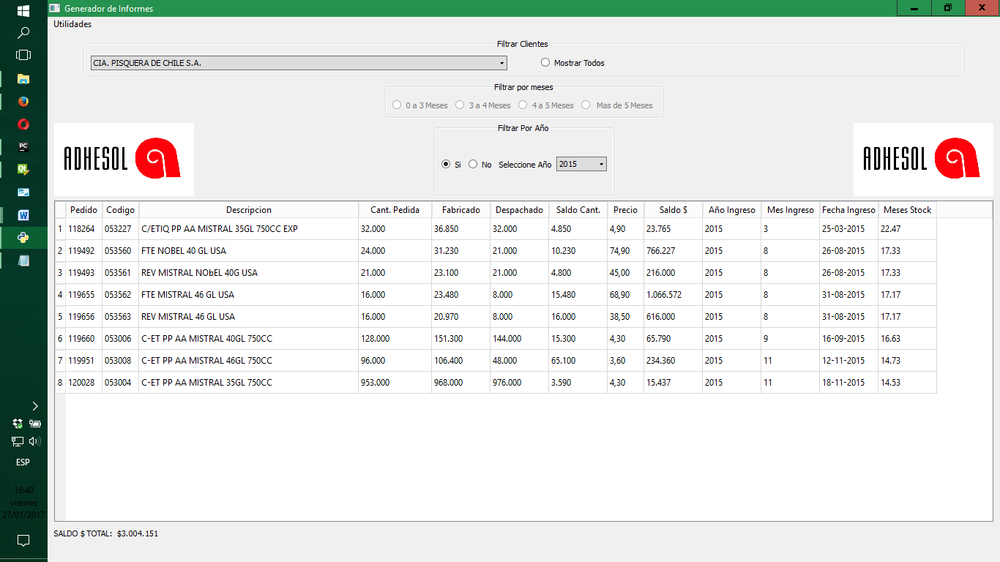 Generador de Informes
Utilidades
Filtrar Clientes
CIA. PISQUERA DE CHILE S.A. Mostrar Todos
Filtrar por meses
0 a 3 Meses 3 a 4 Meses 4 a 5 Meses Mas de 5 Meses
Filtrar Por Año
ADHESOL
Si No Seleccione Año 2015
ADHESOL
Pedido Codigo Descripcion Cant. Pedida Fabricado Despachado Saldo Cant. Precio Saldo $ Año Ingreso Mes Ingreso Fecha Ingreso Meses Stock
1 118264 053227 C/ETIQ PP AA MISTRAL 35GL 750CC EXP 32.000 36.850 32.000 4.850 4,90 23.765 2015 3 25-03-2015 22.47
2 119492 053560 FTE NOBEL 40 GL USA 24.000 31.230 21.000 10.230 74,90 766.227 2015 8 26-08-2015 17.33
3 119493 053561 REV MISTRAL NObEL 40G USA 21.000 23.100 21.000 4.800 45,00 216.000 2015 8 26-08-2015 17.33
4 119655 053562 FTE MISTRAL 46 GL USA 16.000 23.480 8.000 15.480 68,90 1.066.572 2015 8 31-08-2015 17.17
5 119656 053563 REV MISTRAL 46 GL USA 16.000 20.970 8.000 16.000 38,50 616.000 2015 8 31-08-2015 17.17
6 119660 053006 C-ET PP AA MISTRAL 40GL 750CC 128.000 151.300 144.000 15.300 4,30 65.790 2015 9 16-09-2015 16.63
7 119951 053008 C-ET PP AA MISTRAL 46GL 750CC 96.000 106.400 48.000 65.100 3,60 234.360 2015 11 12-11-2015 14.73
8 120028 053004 C-ET PP AA MISTRAL 35GL 750CC 953.000 968.000 976.000 3.590 4,30 15.437 2015 11 18-11-2015 14.53
SALDO $ TOTAL: $3.004.151
PC
Qt
W
ESP
16:40
viernes
27/01/2017